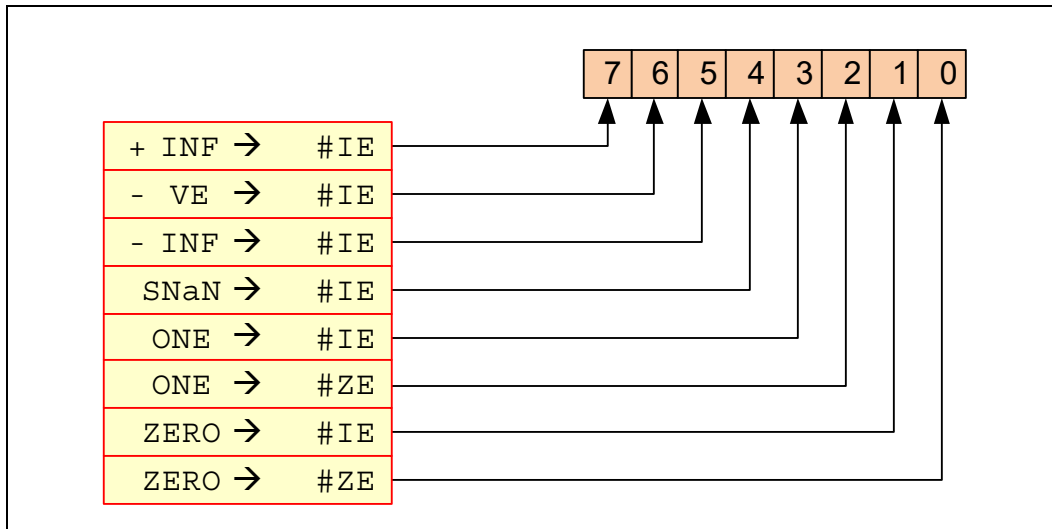 7 6 5 4 3 2 1 0
+ INF → #IE
- VE → #IE
- INF → #IE
SNaN → #IE
ONE → #IE
ONE → #ZE
ZERO → #IE
ZERO → #ZE